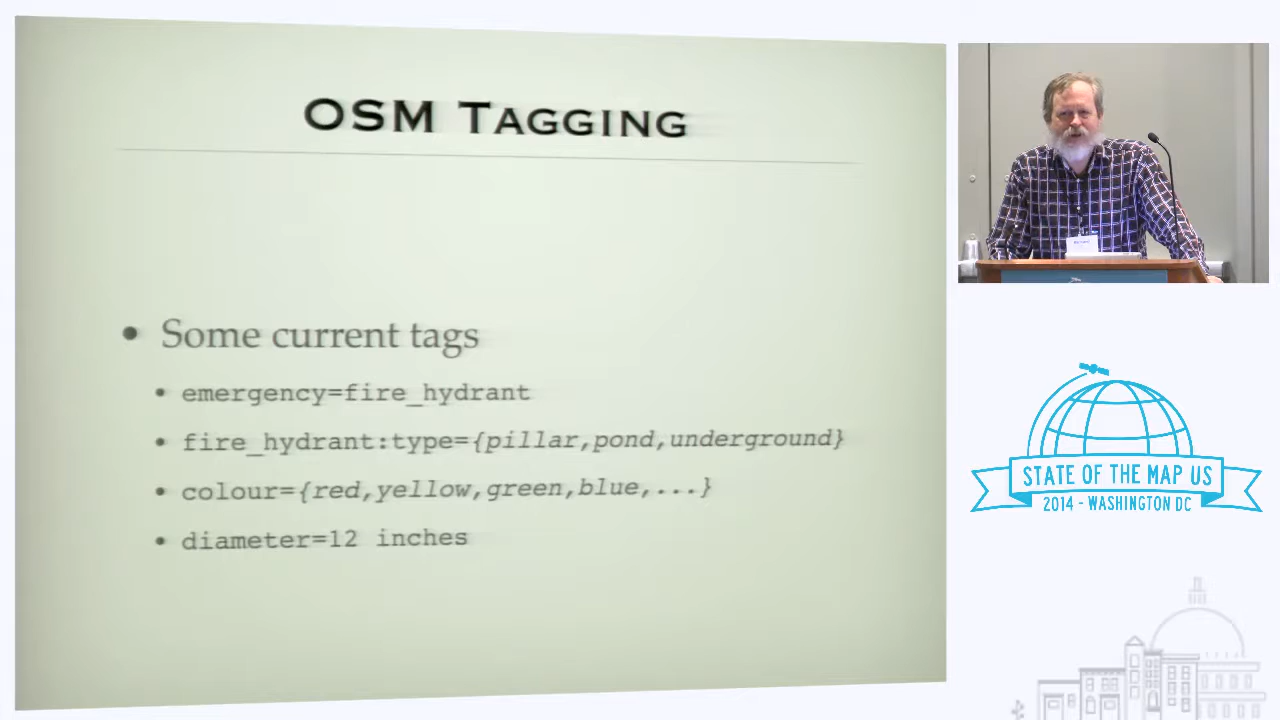 OSM TAGGING
• Some current tags
• emergency=fire_hydrant
• fire_hydrant:type={pillar,pond,underground}
• colour={red,yellow,green,blue,...}
• diameter=12 inches
STATE OF THE MAP US
2014 - WASHINGTON DC